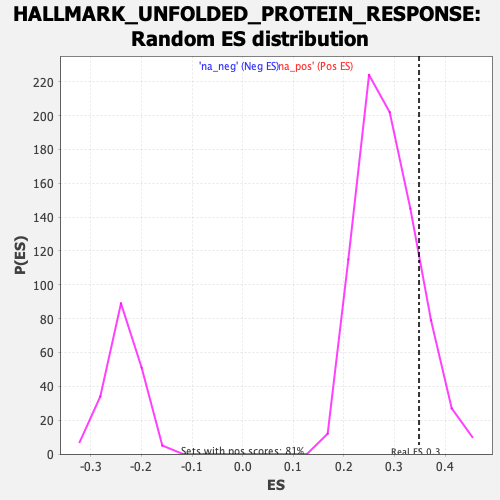 HALLMARK_UNFOLDED_PROTEIN_RESPONSE:
Random ES distribution
'na_neg' (Neg ES)na_pos' (Pos ES)
P(ES)
220
200
180
160
140
120
100
80
60
40
20
0
Sets with pos scores: 81%
Real ES 0.3
-0.3 -0.2 -0.1 0.0 0.1 0.2 0.3 0.4
ES